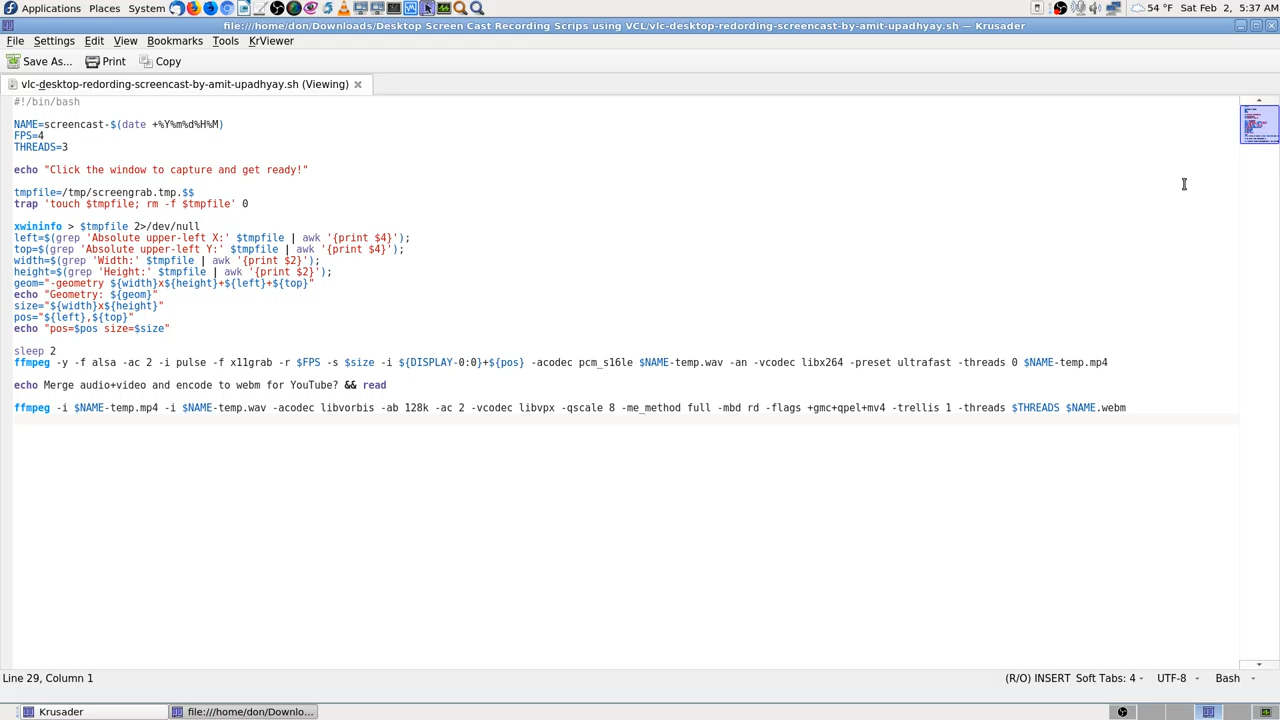 Applications Places System 54 °F Sat Feb 2, 5:37 AM
file:///home/don/Downloads/Desktop Screen Cast Recording Scrips using VCL/vlc-desktop-redording-screencast-by-amit-upadhyay.sh — Krusader
File Settings Edit View Bookmarks Tools KrViewer
Save As... Print Copy
vlc-desktop-redording-screencast-by-amit-upadhyay.sh (Viewing)
#!/bin/bash
NAME=screencast-$(date +%Y%m%d%H%M)
FPS=4
THREADS=3
echo "Click the window to capture and get ready!"
tmpfile=/tmp/screengrab.tmp.$$
trap 'touch $tmpfile; rm -f $tmpfile' 0
xwininfo > $tmpfile 2>/dev/null
left=$(grep 'Absolute upper-left X:' $tmpfile | awk '{print $4}');
top=$(grep 'Absolute upper-left Y:' $tmpfile | awk '{print $4}');
width=$(grep 'Width:' $tmpfile | awk '{print $2}');
height=$(grep 'Height:' $tmpfile | awk '{print $2}');
geom="-geometry ${width}x${height}+${left}+${top}"
echo "Geometry: ${geom}"
size="${width}x${height}"
pos="${left},${top}"
echo "pos=$pos size=$size"
sleep 2
ffmpeg -y -f alsa -ac 2 -i pulse -f x11grab -r $FPS -s $size -i ${DISPLAY-0:0}+${pos} -acodec pcm_s16le $NAME-temp.wav -an -vcodec libx264 -preset ultrafast -threads 0 $NAME-temp.mp4
echo Merge audio+video and encode to webm for YouTube? && read
ffmpeg -i $NAME-temp.mp4 -i $NAME-temp.wav -acodec libvorbis -ab 128k -ac 2 -vcodec libvpx -qscale 8 -me_method full -mbd rd -flags +gmc+qpel+mv4 -trellis 1 -threads $THREADS $NAME.webm
Line 29, Column 1 (R/O) INSERT Soft Tabs: 4 UTF-8 Bash
Krusader file:///home/don/Downlo...